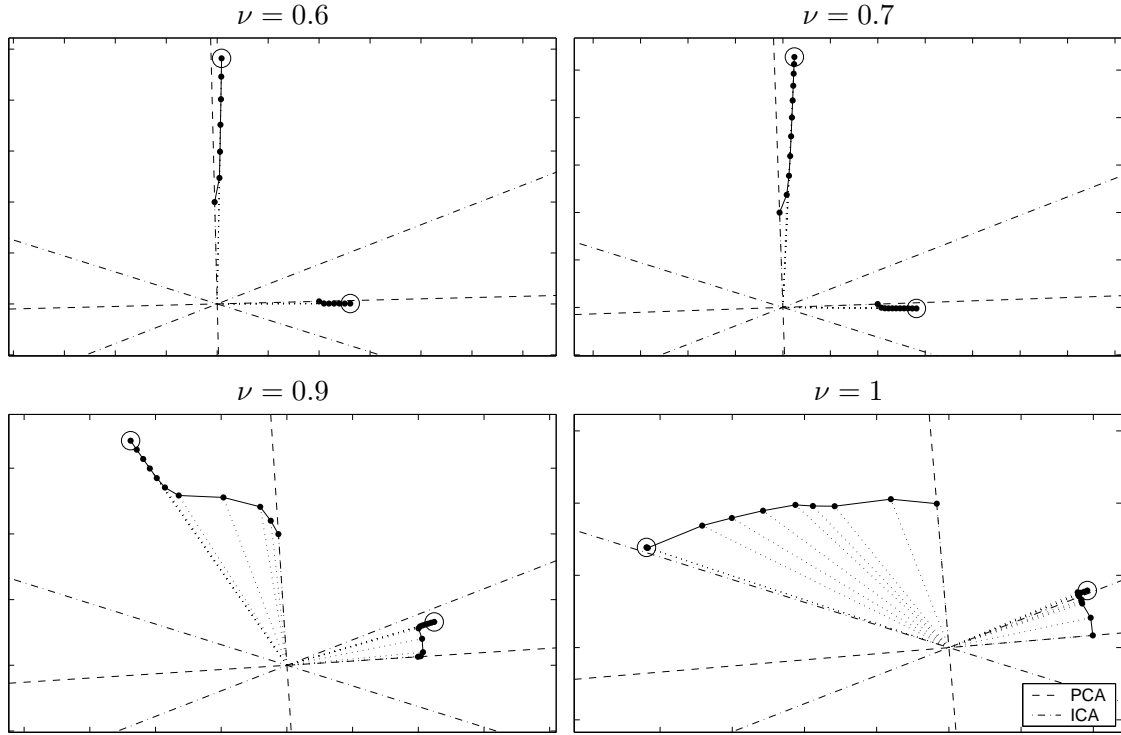 ν = 0.6
ν = 0.7
ν = 0.9
ν = 1
PCA
ICA